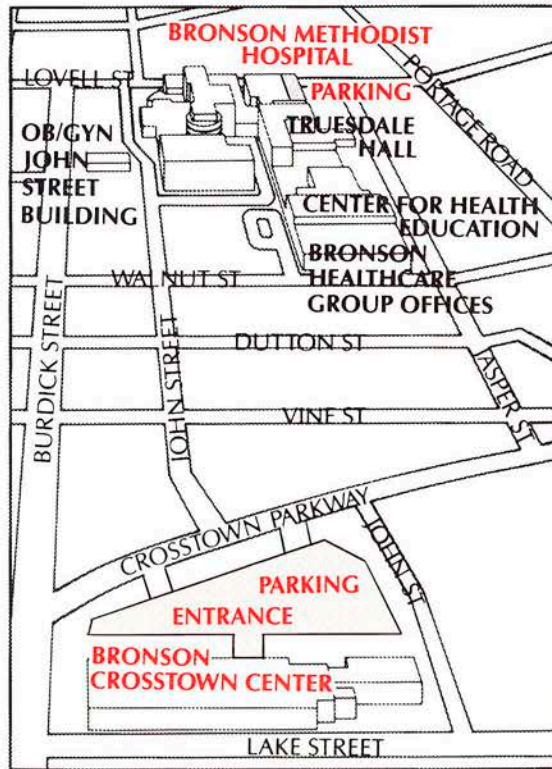 BRONSON METHODIST
HOSPITAL
LOVELL ST
PARKING
PORTAGE ROAD
OB/GYN
JOHN
STREET
BUILDING
TRUESDALE
HALL
CENTER FOR HEALTH
EDUCATION
BRONSON
HEALTHCARE
GROUP OFFICES
WALNUT ST
BURDICK STREET
JOHN STREET
DUTTON ST
JASPER ST
VINE ST
CROSSTOWN PARKWAY
JOHN ST
PARKING
ENTRANCE
BRONSON
CROSSTOWN CENTER
LAKE STREET